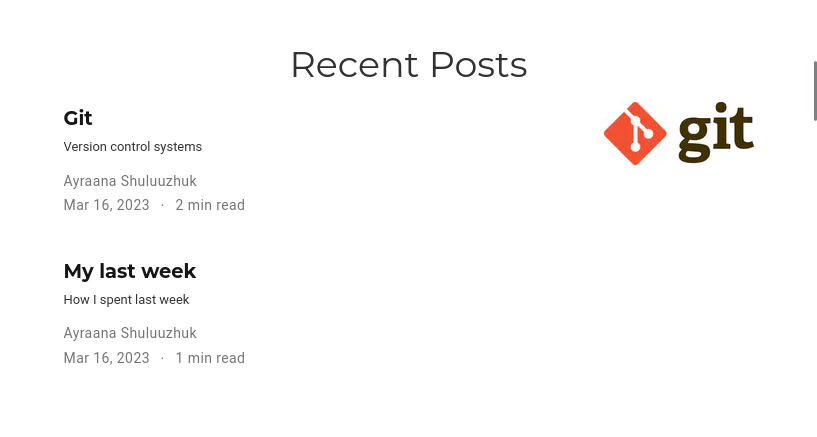 Recent Posts
Git
git
Version control systems
Ayraana Shuluuzhuk
Mar 16, 2023 · 2 min read
My last week
How I spent last week
Ayraana Shuluuzhuk
Mar 16, 2023 · 1 min read